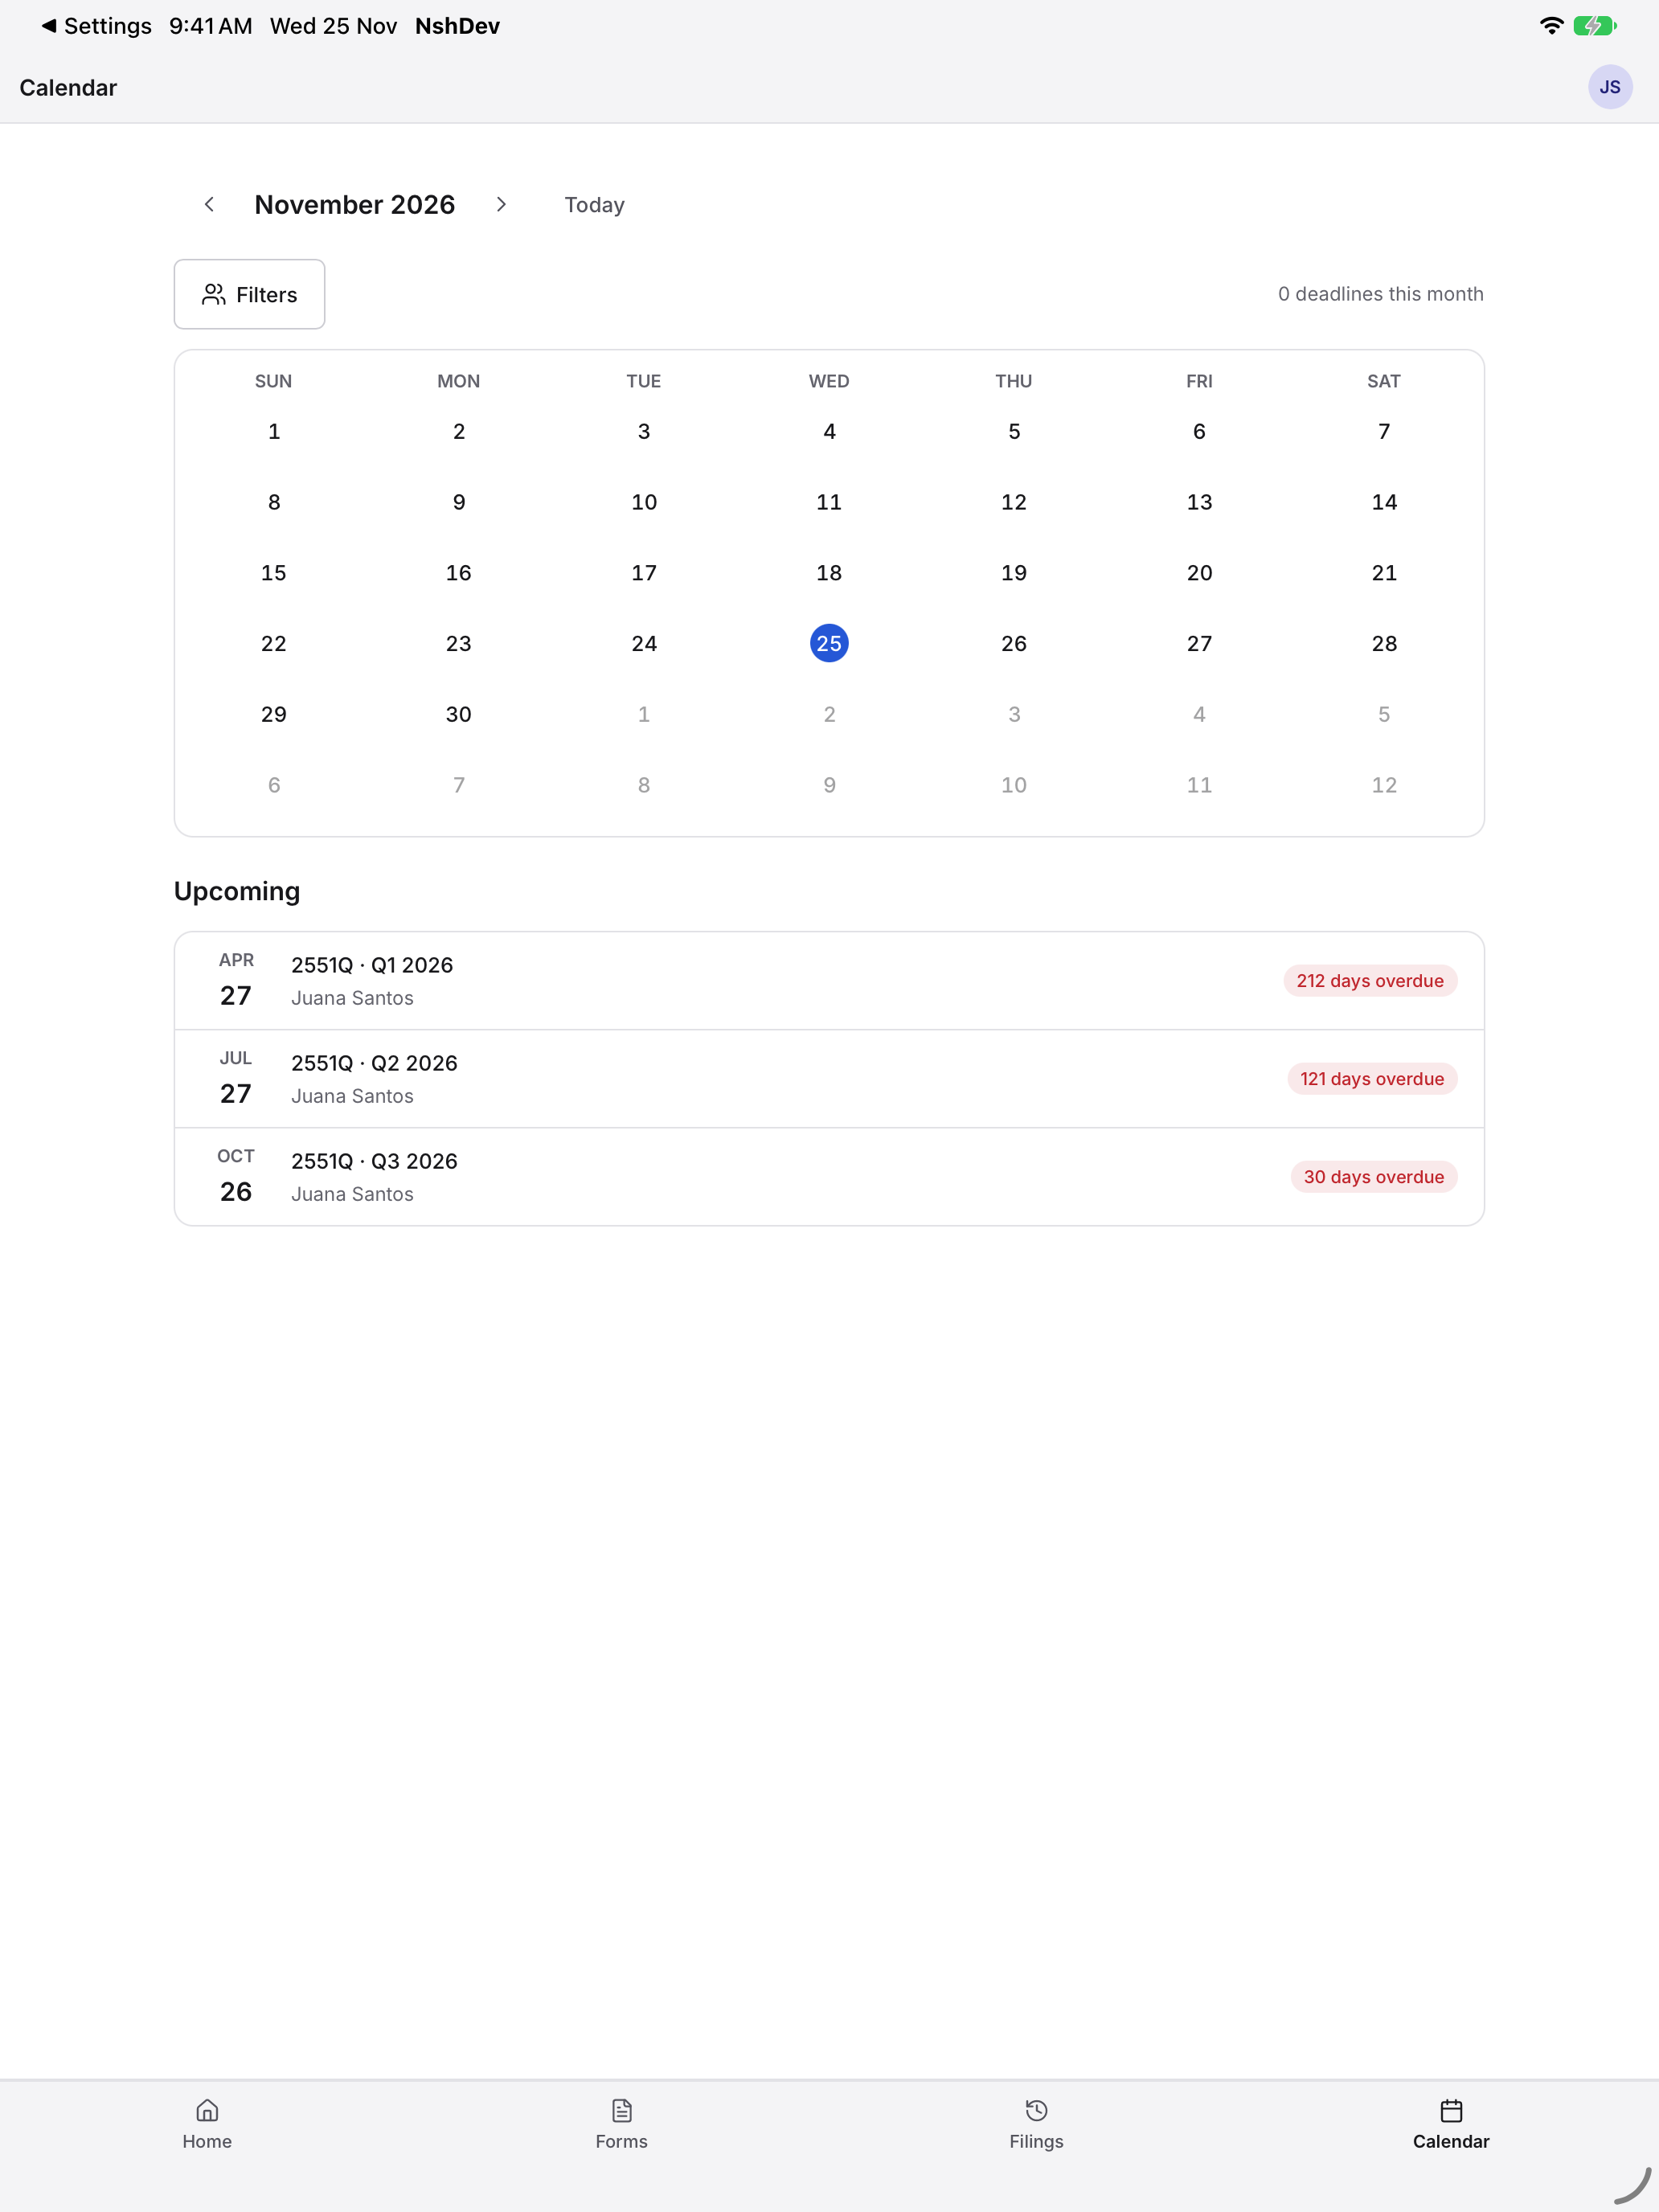 Settings 9:41 AM Wed 25 Nov NshDev
Calendar JS
November 2026 Today
Filters 0 deadlines this month
SUN MON TUE WED THU FRI SAT
1 2 3 4 5 6 7
8 9 10 11 12 13 14
15 16 17 18 19 20 21
22 23 24 25 26 27 28
29 30 1 2 3 4 5
6 7 8 9 10 11 12
Upcoming
APR
27
2551Q · Q1 2026
Juana Santos
212 days overdue
JUL
27
2551Q · Q2 2026
Juana Santos
121 days overdue
OCT
26
2551Q · Q3 2026
Juana Santos
30 days overdue
Home Forms Filings Calendar